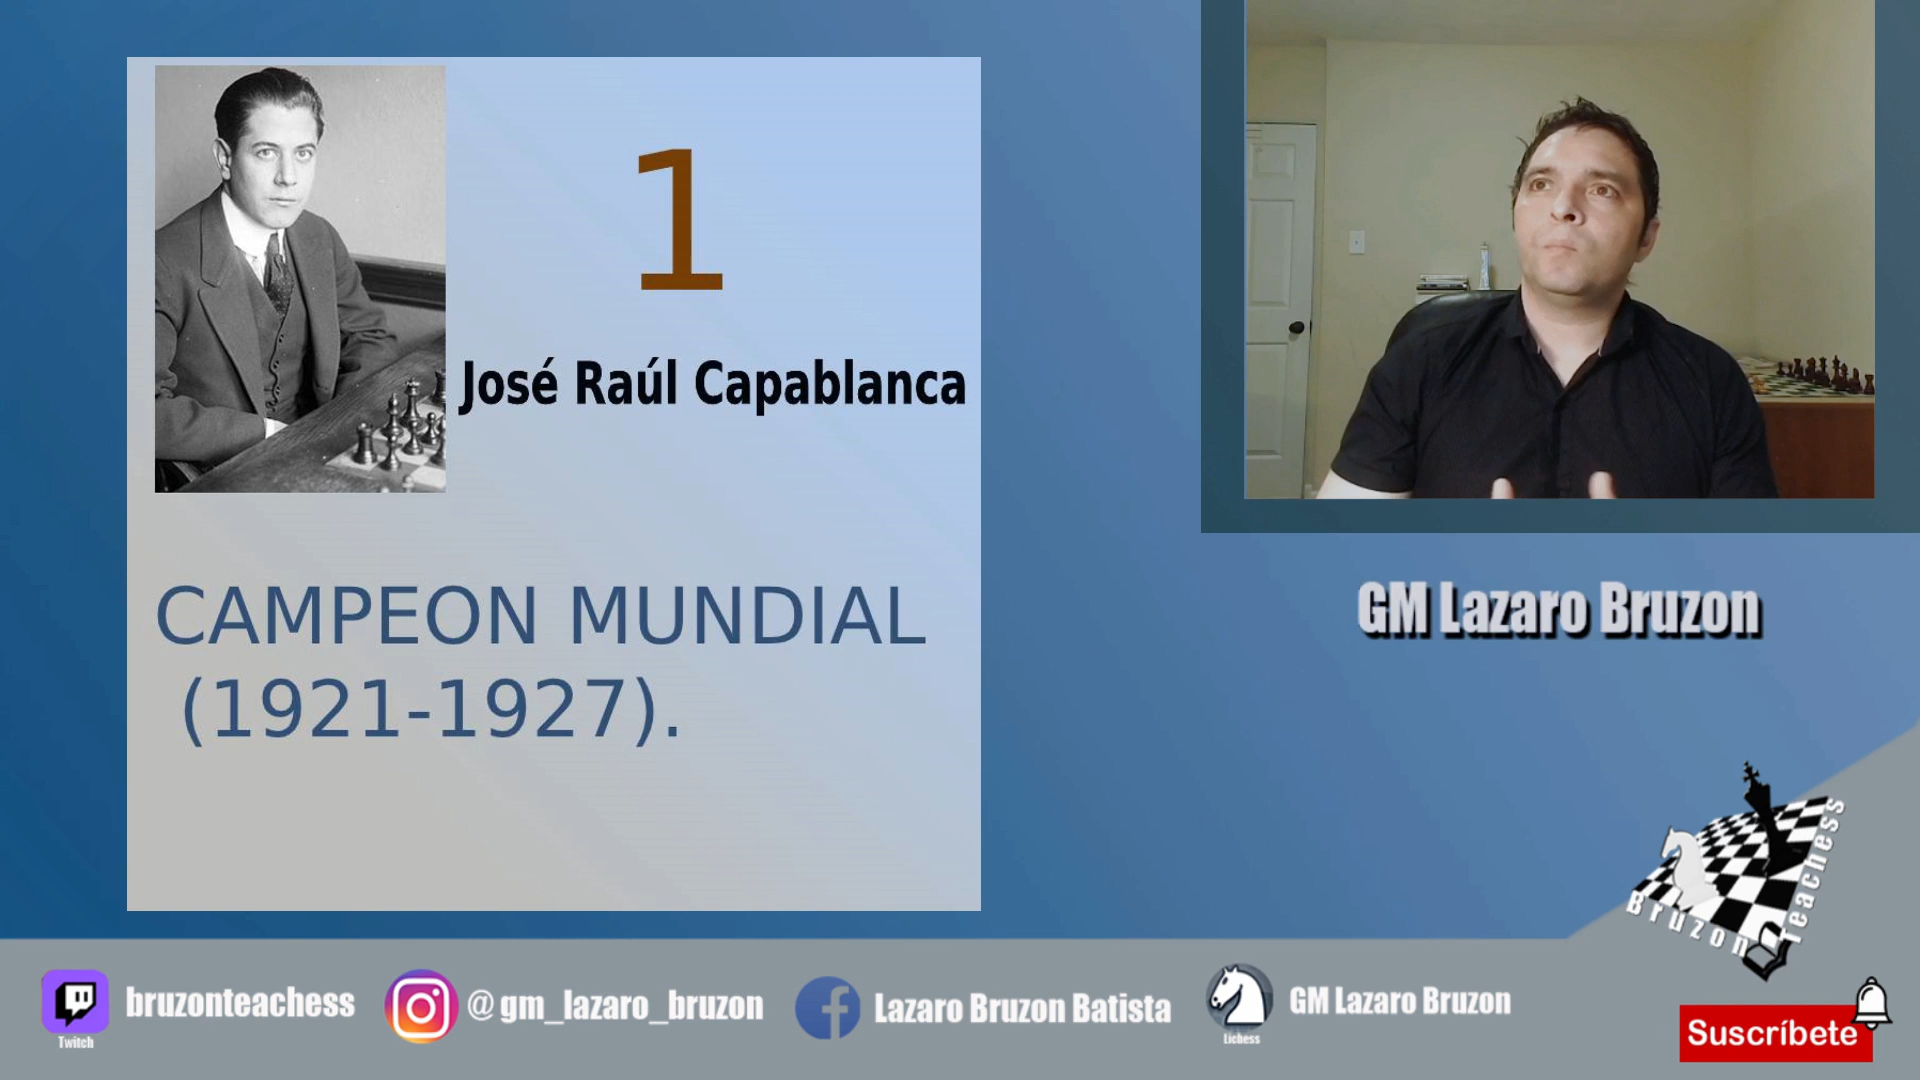 1
José Raúl Capablanca
CAMPEON MUNDIAL
(1921-1927).
GM Lazaro Bruzon
Bruzon Teachess
bruzonteachess
Twitch
@gm_lazaro_bruzon
Lazaro Bruzon Batista
GM Lazaro Bruzon
Lichess
Suscríbete